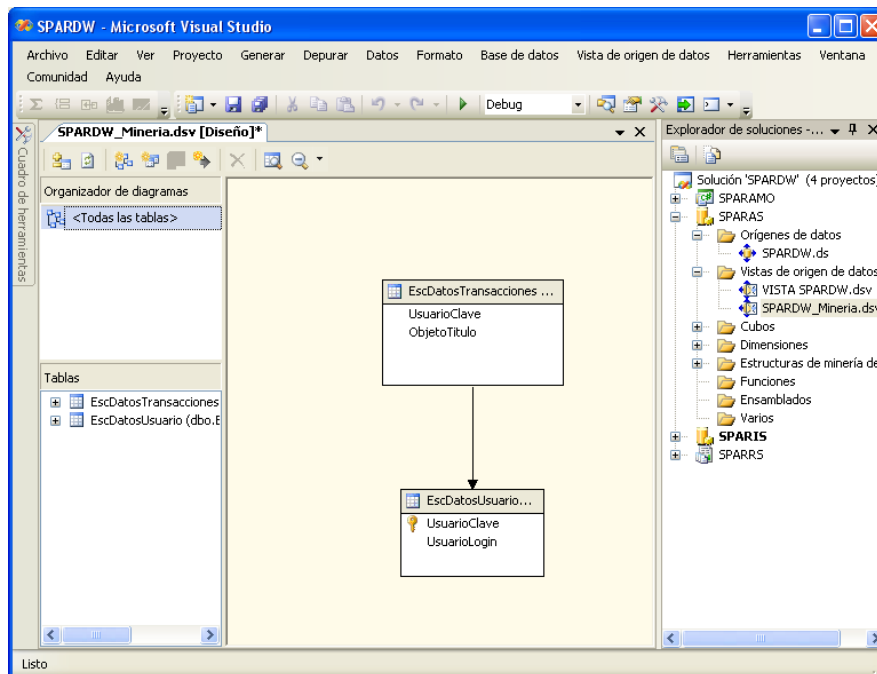 SPARDW - Microsoft Visual Studio
Archivo Editar Ver Proyecto Generar Depurar Datos Formato Base de datos Vista de origen de datos Herramientas Ventana
Comunidad Ayuda
Debug
Cuadro de herramientas
SPARDW_Mineria.dsv [Diseño]*
Organizador de diagramas
<Todas las tablas>
Tablas
EscDatosTransacciones
EscDatosUsuario (dbo.E
EscDatosTransacciones ...
UsuarioClave
ObjetoTitulo
EscDatosUsuario...
UsuarioClave
UsuarioLogin
Explorador de soluciones -...
Solución 'SPARDW' (4 proyectos)
SPARAMO
SPARAS
Orígenes de datos
SPARDW.ds
Vistas de origen de datos
VISTA SPARDW.dsv
SPARDW_Mineria.dsv
Cubos
Dimensiones
Estructuras de minería de
Funciones
Ensamblados
Varios
SPARIS
SPARRS
Listo